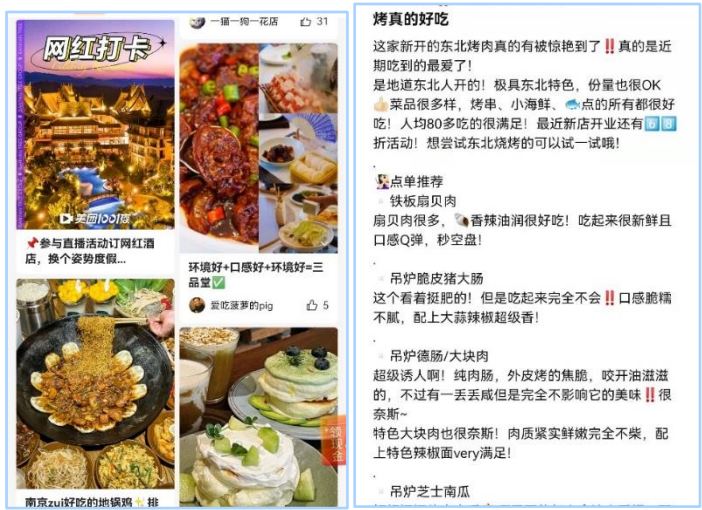 一猫一狗一花店 31
网红打卡
美团1001夜
📌参与直播活动订网红酒
店，换个姿势度假...
环境好+口感好+环境好=三
品堂✅
爱吃菠萝的pig 5
领现金
南京zui好吃的地锅鸡✨排
烤真的好吃
这家新开的东北烤肉真的有被惊艳到了‼️真的是近
期吃到的最爱了！
是地道东北人开的！极具东北特色，份量也很OK
👍🏻菜品很多样，烤串、小海鲜、🐟点的所有都很好
吃！人均80多吃的很满足！最近新店开业还有6️⃣8️⃣
折活动！想尝试东北烧烤的可以试一试哦！
.
点单推荐
▫️铁板扇贝肉
扇贝肉很多，🐚香辣油润很好吃！吃起来很新鲜且
口感Q弹，秒空盘！
.
▫️吊炉脆皮猪大肠
这个看着挺肥的！但是吃起来完全不会‼️口感脆糯
不腻，配上大蒜辣椒超级香！
.
▫️吊炉德肠/大块肉
超级诱人啊！纯肉肠，外皮烤的焦脆，咬开油滋滋
的，不过有一丢丢咸但是完全不影响它的美味‼️很
奈斯~
特色大块肉也很奈斯！肉质紧实鲜嫩完全不柴，配
上特色辣椒面very满足！
.
▫️吊炉芝士南瓜